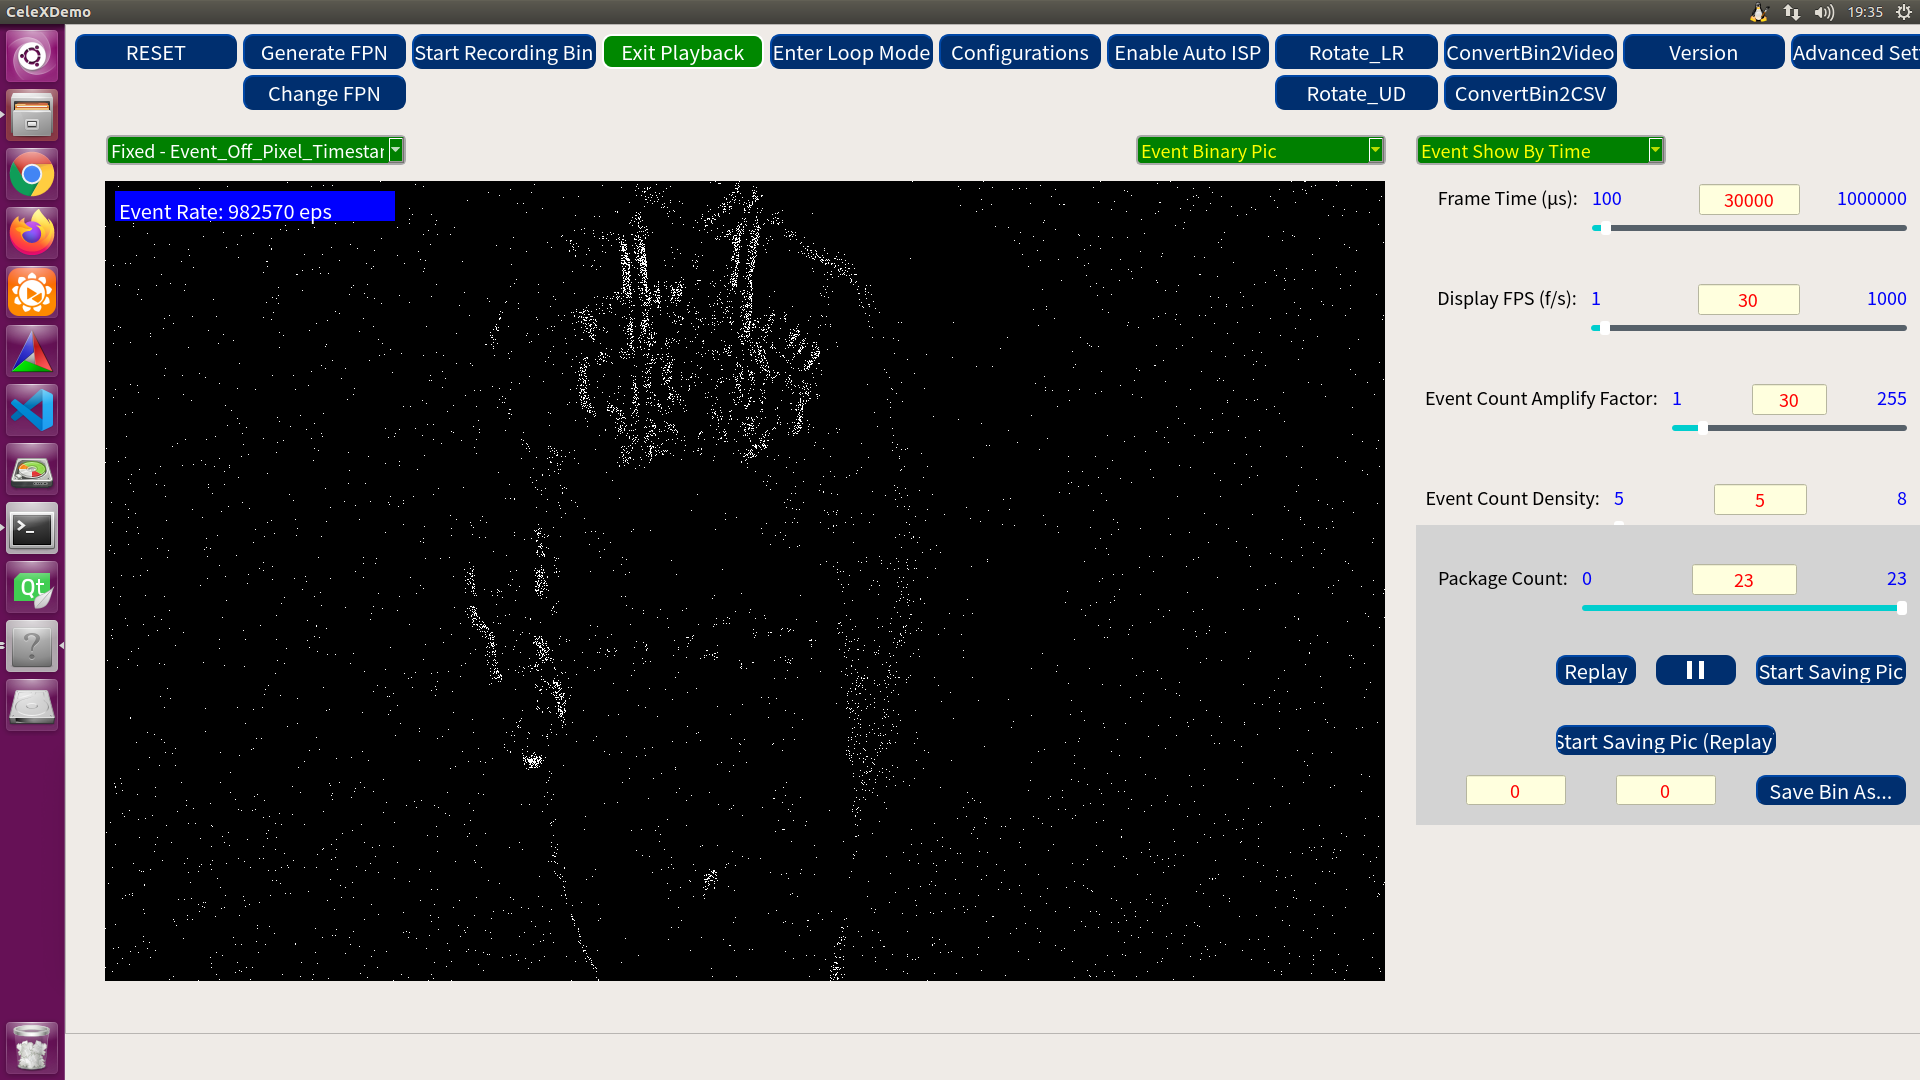 CeleXDemo
19:35
RESET
Generate FPN
Start Recording Bin
Exit Playback
Enter Loop Mode
Configurations
Enable Auto ISP
Rotate_LR
ConvertBin2Video
Version
Advanced Set
Change FPN
Rotate_UD
ConvertBin2CSV
Fixed - Event_Off_Pixel_Timestar
Event Binary Pic
Event Show By Time
Event Rate: 982570 eps
Frame Time (μs): 100 30000 1000000
Display FPS (f/s): 1 30 1000
Event Count Amplify Factor: 1 30 255
Event Count Density: 5 5 8
Package Count: 0 23 23
Replay
Start Saving Pic
Start Saving Pic (Replay
0 0
Save Bin As...
Qt